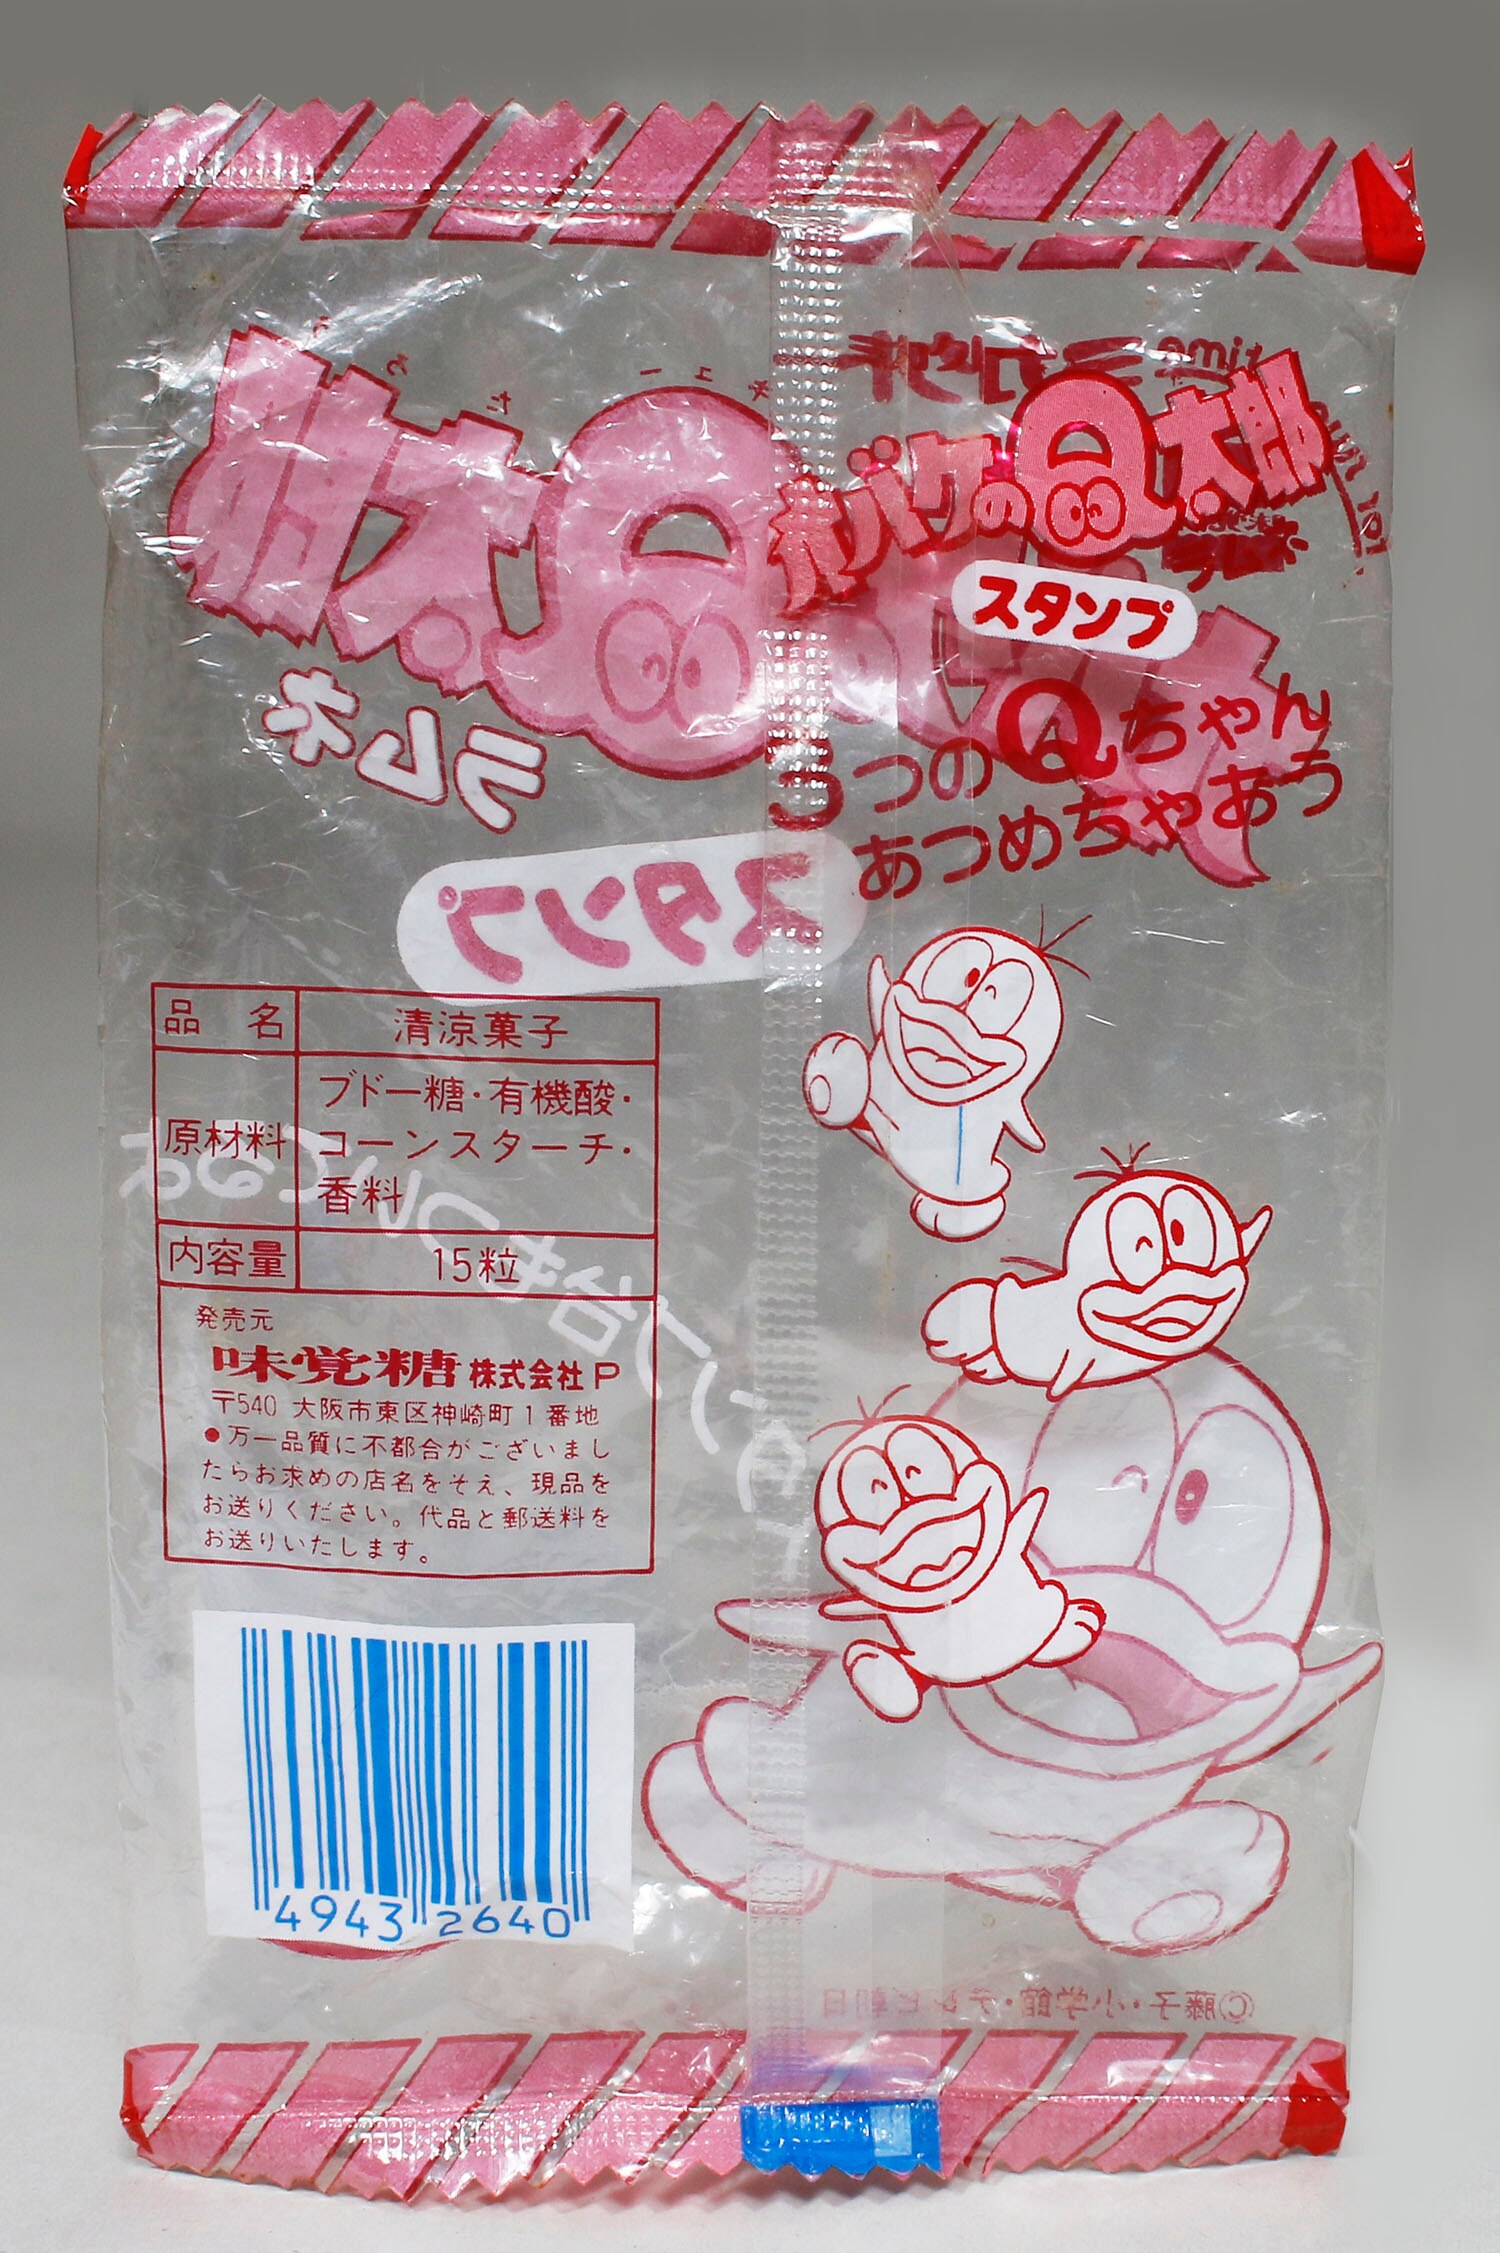 オバケのQ太郎
スタンプ
3つのQちゃん
あつめちゃおう
ラムネ
スタンプ
品名 清涼菓子
原材料 ブドー糖・有機酸・
コーンスターチ・
香料
内容量 15粒
発売元
味覚糖株式会社P
〒540 大阪市東区神崎町1番地
●万一品質に不都合がございまし
たらお求めの店名をそえ、現品を
お送りください。代品と郵送料を
お送りいたします。
4943 2640
©藤子・小学館・テレビ朝日